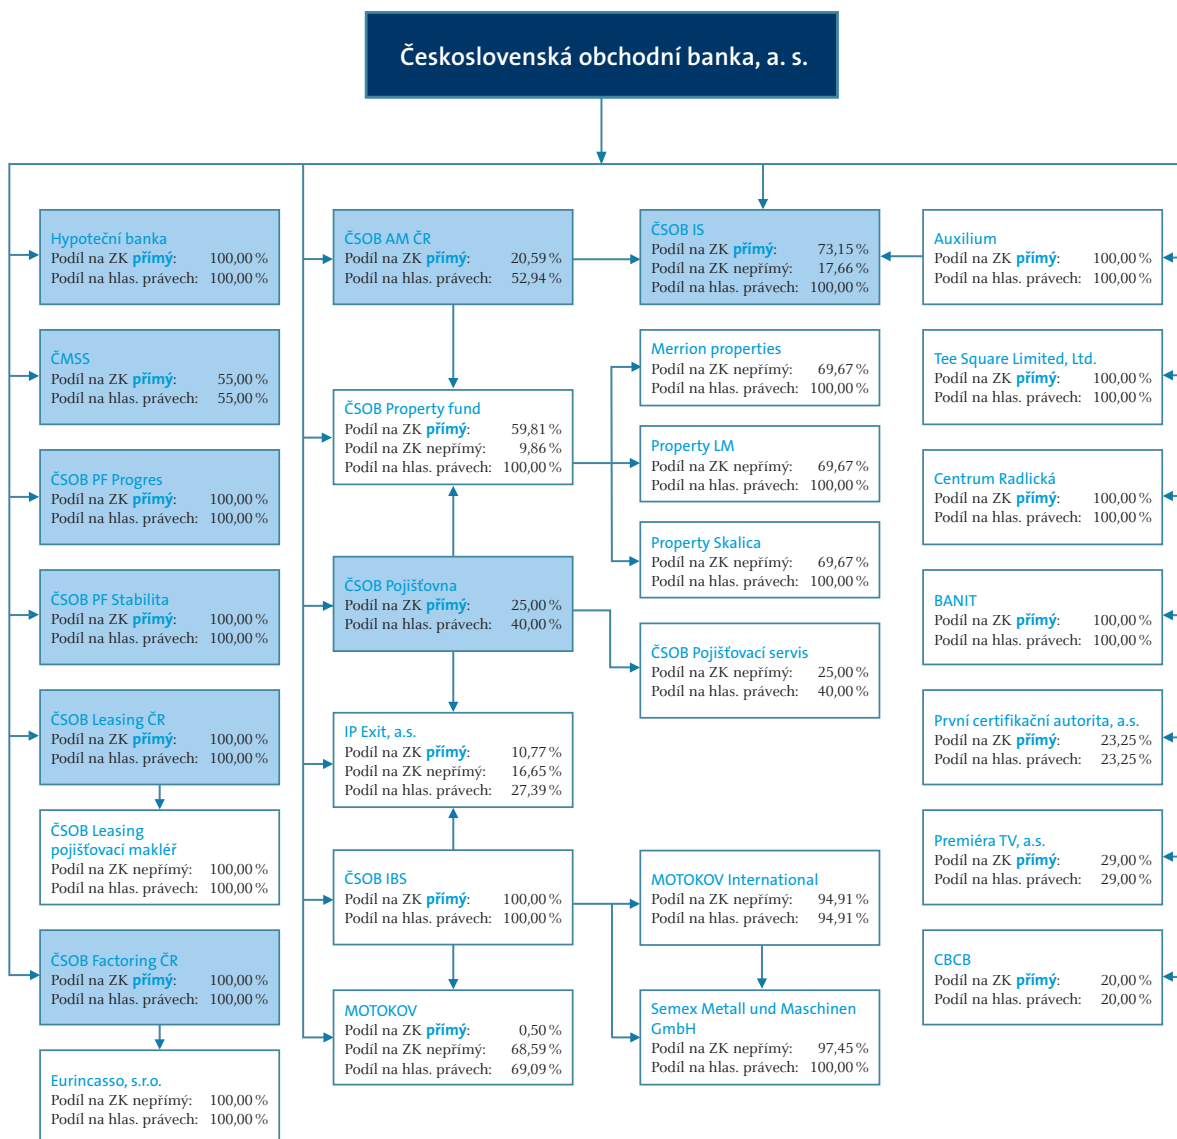 Československá obchodní banka, a. s.
Hypoteční banka
Podíl na ZK přímý: 100,00 %
Podíl na hlas. právech: 100,00 %
ČMSS
Podíl na ZK přímý: 55,00 %
Podíl na hlas. právech: 55,00 %
ČSOB PF Progres
Podíl na ZK přímý: 100,00 %
Podíl na hlas. právech: 100,00 %
ČSOB PF Stabilita
Podíl na ZK přímý: 100,00 %
Podíl na hlas. právech: 100,00 %
ČSOB Leasing ČR
Podíl na ZK přímý: 100,00 %
Podíl na hlas. právech: 100,00 %
ČSOB Leasing
pojišťovací makléř
Podíl na ZK nepřímý: 100,00 %
Podíl na hlas. právech: 100,00 %
ČSOB Factoring ČR
Podíl na ZK přímý: 100,00 %
Podíl na hlas. právech: 100,00 %
Eurincasso, s.r.o.
Podíl na ZK nepřímý: 100,00 %
Podíl na hlas. právech: 100,00 %
ČSOB AM ČR
Podíl na ZK přímý: 20,59 %
Podíl na hlas. právech: 52,94 %
ČSOB Property fund
Podíl na ZK přímý: 59,81 %
Podíl na ZK nepřímý: 9,86 %
Podíl na hlas. právech: 100,00 %
ČSOB Pojišťovna
Podíl na ZK přímý: 25,00 %
Podíl na hlas. právech: 40,00 %
IP Exit, a.s.
Podíl na ZK přímý: 10,77 %
Podíl na ZK nepřímý: 16,65 %
Podíl na hlas. právech: 27,39 %
ČSOB IBS
Podíl na ZK přímý: 100,00 %
Podíl na hlas. právech: 100,00 %
MOTOKOV
Podíl na ZK přímý: 0,50 %
Podíl na ZK nepřímý: 68,59 %
Podíl na hlas. právech: 69,09 %
ČSOB IS
Podíl na ZK přímý: 73,15 %
Podíl na ZK nepřímý: 17,66 %
Podíl na hlas. právech: 100,00 %
Merrion properties
Podíl na ZK nepřímý: 69,67 %
Podíl na hlas. právech: 100,00 %
Property LM
Podíl na ZK nepřímý: 69,67 %
Podíl na hlas. právech: 100,00 %
Property Skalica
Podíl na ZK nepřímý: 69,67 %
Podíl na hlas. právech: 100,00 %
ČSOB Pojišťovací servis
Podíl na ZK nepřímý: 25,00 %
Podíl na hlas. právech: 40,00 %
MOTOKOV International
Podíl na ZK nepřímý: 94,91 %
Podíl na hlas. právech: 94,91 %
Semex Metall und Maschinen
GmbH
Podíl na ZK nepřímý: 97,45 %
Podíl na hlas. právech: 100,00 %
Auxilium
Podíl na ZK přímý: 100,00 %
Podíl na hlas. právech: 100,00 %
Tee Square Limited, Ltd.
Podíl na ZK přímý: 100,00 %
Podíl na hlas. právech: 100,00 %
Centrum Radlická
Podíl na ZK přímý: 100,00 %
Podíl na hlas. právech: 100,00 %
BANIT
Podíl na ZK přímý: 100,00 %
Podíl na hlas. právech: 100,00 %
První certifikační autorita, a.s.
Podíl na ZK přímý: 23,25 %
Podíl na hlas. právech: 23,25 %
Premiéra TV, a.s.
Podíl na ZK přímý: 29,00 %
Podíl na hlas. právech: 29,00 %
CBCB
Podíl na ZK přímý: 20,00 %
Podíl na hlas. právech: 20,00 %